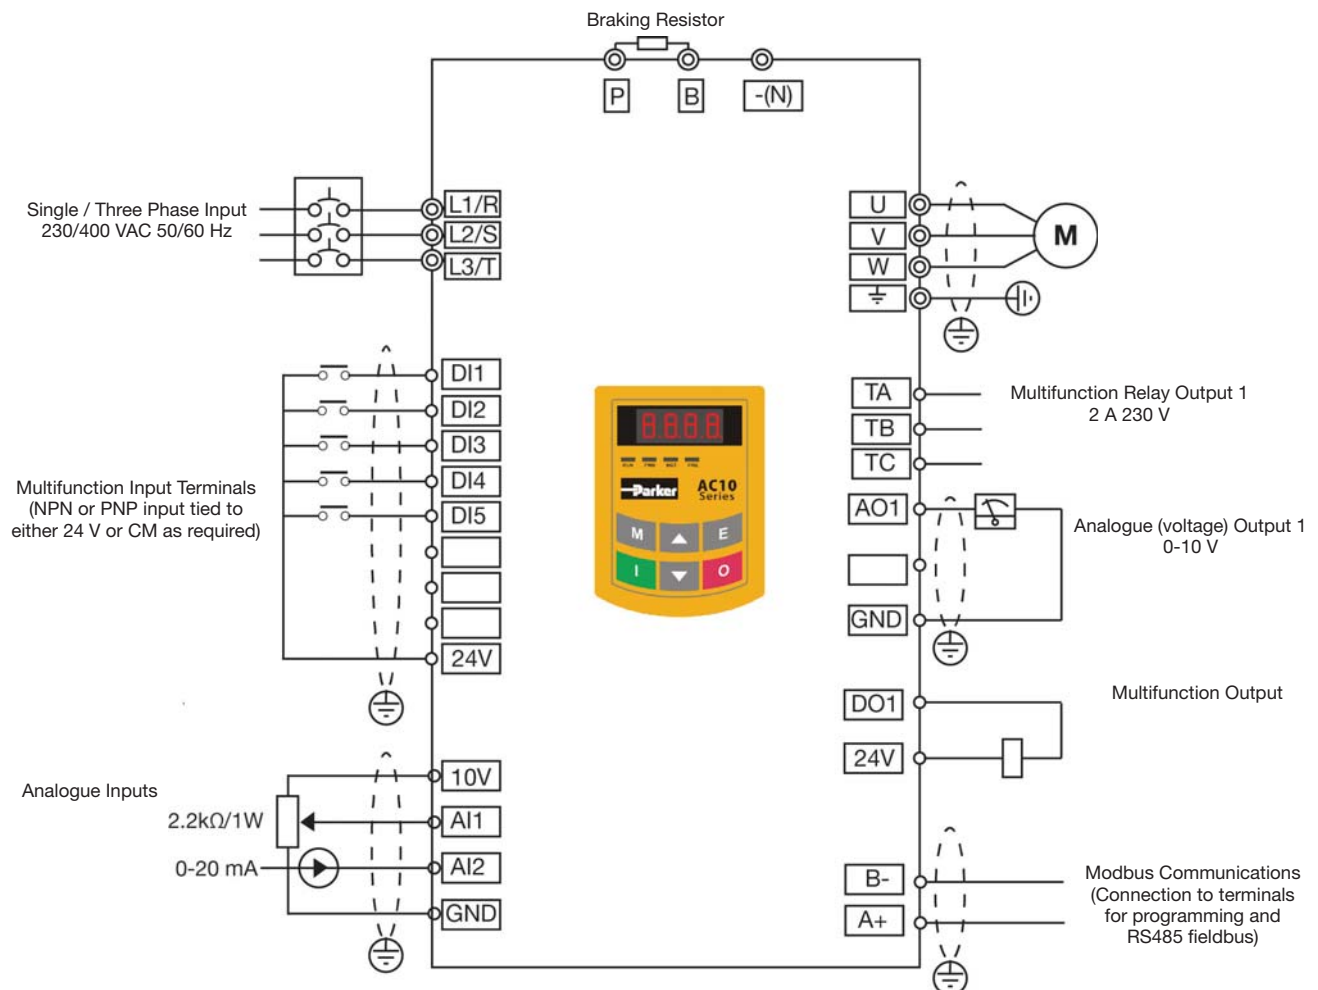 Braking Resistor
P
B
-(N)
Single / Three Phase Input
230/400 VAC 50/60 Hz
L1/R
L2/S
L3/T
U
V
W
M
DI1
DI2
DI3
DI4
DI5
24V
Multifunction Input Terminals
(NPN or PNP input tied to
either 24 V or CM as required)
8.8.8.8
Parker
AC10
Series
M
E
I
O
TA
TB
TC
Multifunction Relay Output 1
2 A 230 V
AO1
GND
Analogue (voltage) Output 1
0-10 V
DO1
24V
Multifunction Output
Analogue Inputs
2.2kΩ/1W
0-20 mA
10V
AI1
AI2
GND
B-
A+
Modbus Communications
(Connection to terminals
for programming and
RS485 fieldbus)